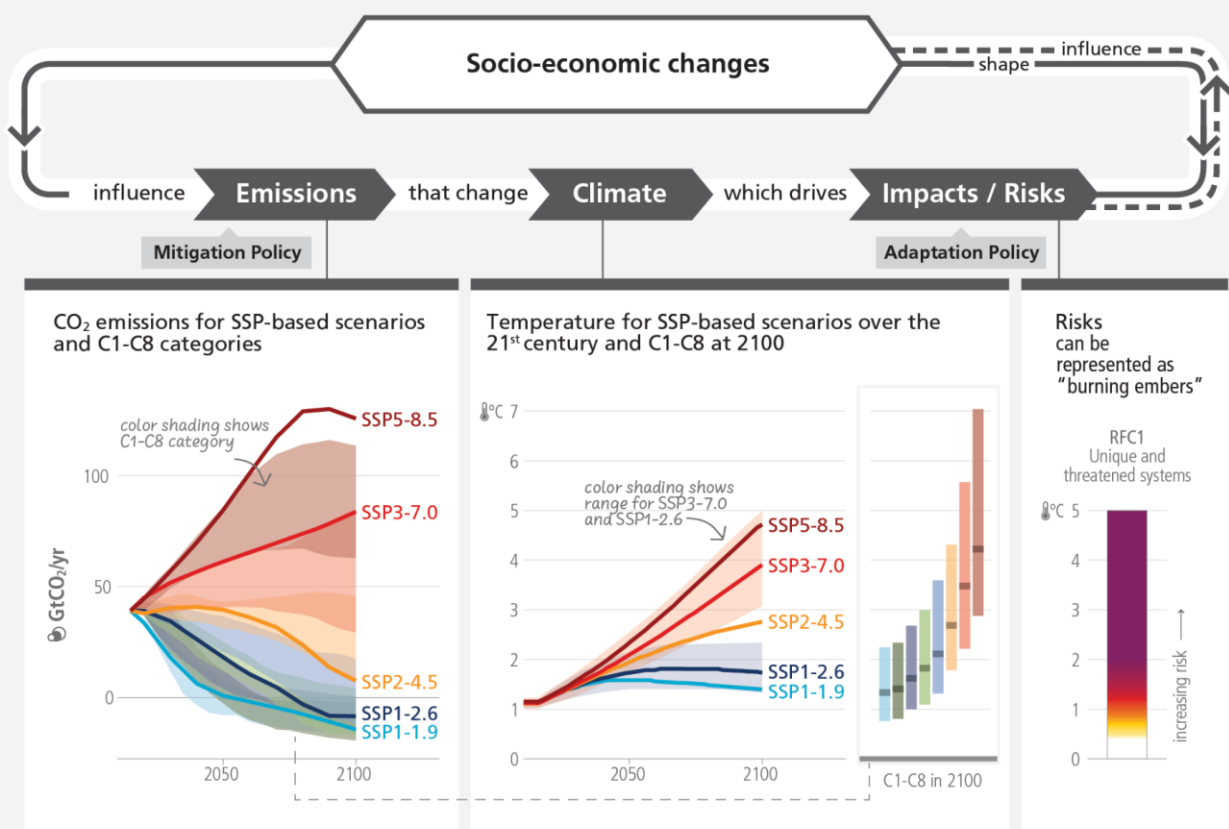 Socio-economic changes
influence
shape
influence
Emissions
that change
Climate
which drives
Impacts / Risks
Mitigation Policy
Adaptation Policy
CO₂ emissions for SSP-based scenarios
and C1-C8 categories
color shading shows
C1-C8 category
GtCO₂/yr
100
50
0
2050
2100
SSP5-8.5
SSP3-7.0
SSP2-4.5
SSP1-2.6
SSP1-1.9
Temperature for SSP-based scenarios over the
21st century and C1-C8 at 2100
°C 7
6
5
4
3
2
1
0
color shading shows
range for SSP3-7.0
and SSP1-2.6
SSP5-8.5
SSP3-7.0
SSP2-4.5
SSP1-2.6
SSP1-1.9
2050
2100
C1-C8 in 2100
Risks
can be
represented as
“burning embers”
RFC1
Unique and
threatened systems
°C 5
4
3
2
1
0
increasing risk